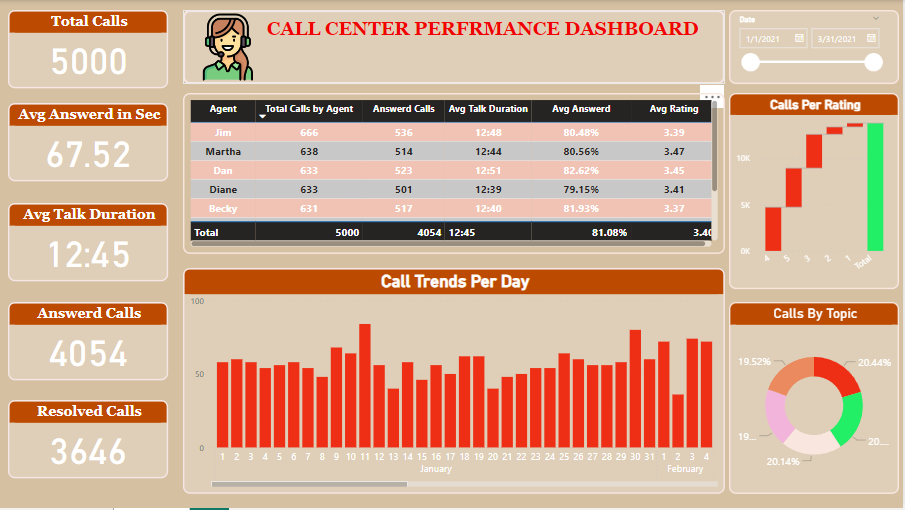 Total Calls
5000
CALL CENTER PERFRMANCE DASHBOARD
Date
1/1/2021 3/31/2021
Avg Answerd in Sec
67.52
Avg Talk Duration
12:45
Answerd Calls
4054
Resolved Calls
3646
Agent Total Calls by Agent Answerd Calls Avg Talk Duration Avg Answerd Avg Rating
Jim 666 536 12:48 80.48% 3.39
Martha 638 514 12:44 80.56% 3.47
Dan 633 523 12:51 82.62% 3.45
Diane 633 501 12:39 79.15% 3.41
Becky 631 517 12:40 81.93% 3.37
Total 5000 4054 12:45 81.08% 3.40
Call Trends Per Day
100
50
0
1 2 3 4 5 6 7 8 9 10 11 12 13 14 15 16 17 18 19 20 21 22 23 24 25 26 27 28 29 30 31 1 2 3 4
January February
Calls Per Rating
10K
5K
0K
4 5 3 2 1 Total
Calls By Topic
19.52% 20.44%
19... 20....
20.14%